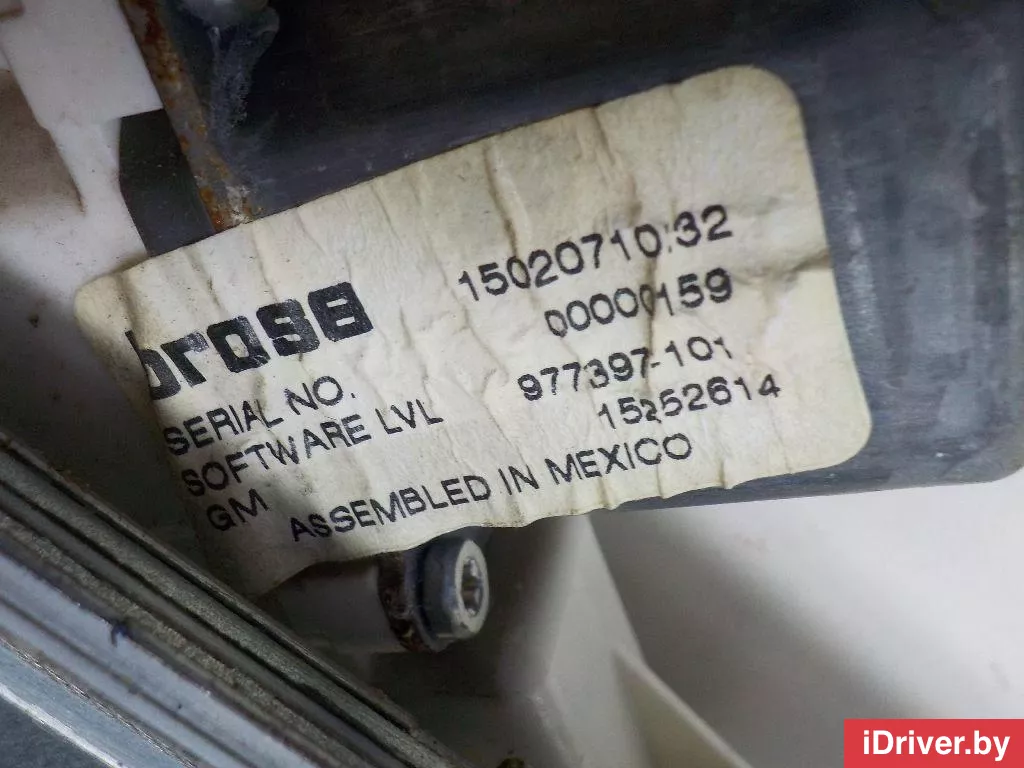 brose 15020710:32
SERIAL NO. 00000159
SOFTWARE LVL 977397-101
GM 15252614
ASSEMBLED IN MEXICO
iDriver.by